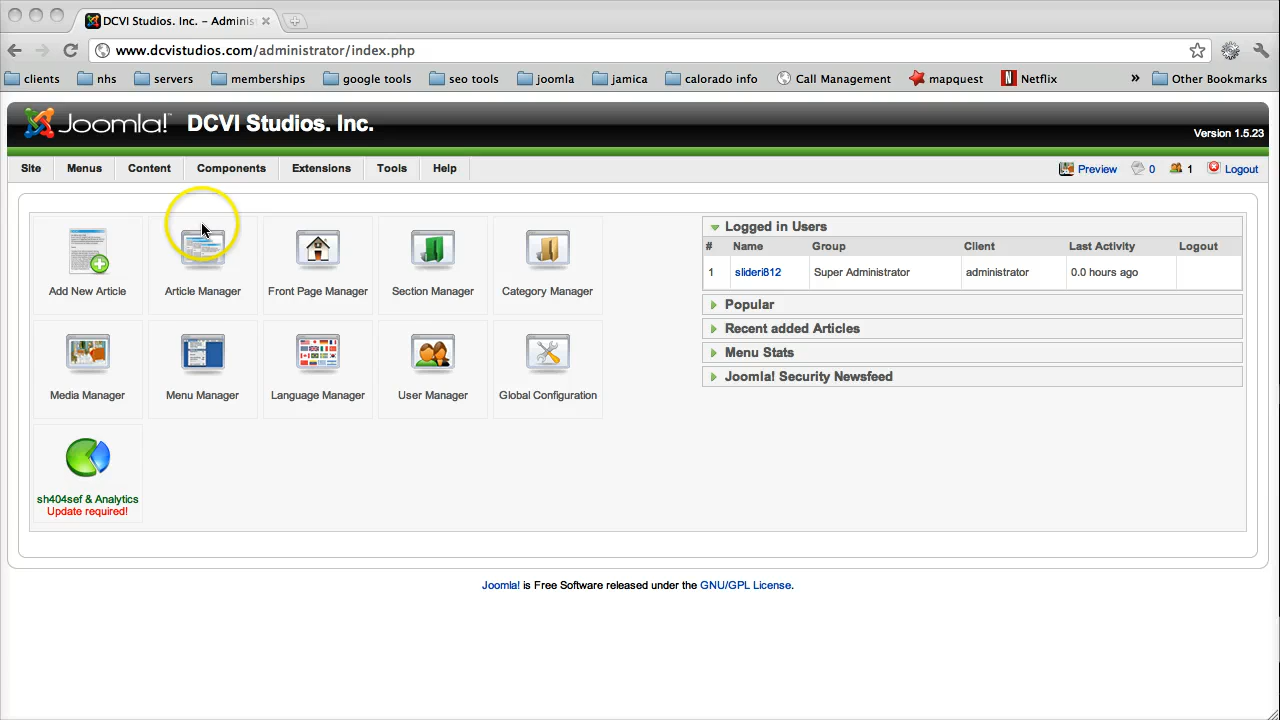 DCVI Studios. Inc. – Adminis
www.dcvistudios.com/administrator/index.php
clients nhs servers memberships google tools seo tools joomla jamica calorado info Call Management mapquest Netflix » Other Bookmarks
Joomla! DCVI Studios. Inc.
Version 1.5.23
Site Menus Content Components Extensions Tools Help Preview 0 1 Logout
Add New Article Article Manager Front Page Manager Section Manager Category Manager
Media Manager Menu Manager Language Manager User Manager Global Configuration
sh404sef & Analytics
Update required!
Logged in Users
# Name Group Client Last Activity Logout
1 slideri812 Super Administrator administrator 0.0 hours ago
Popular
Recent added Articles
Menu Stats
Joomla! Security Newsfeed
Joomla! is Free Software released under the GNU/GPL License.